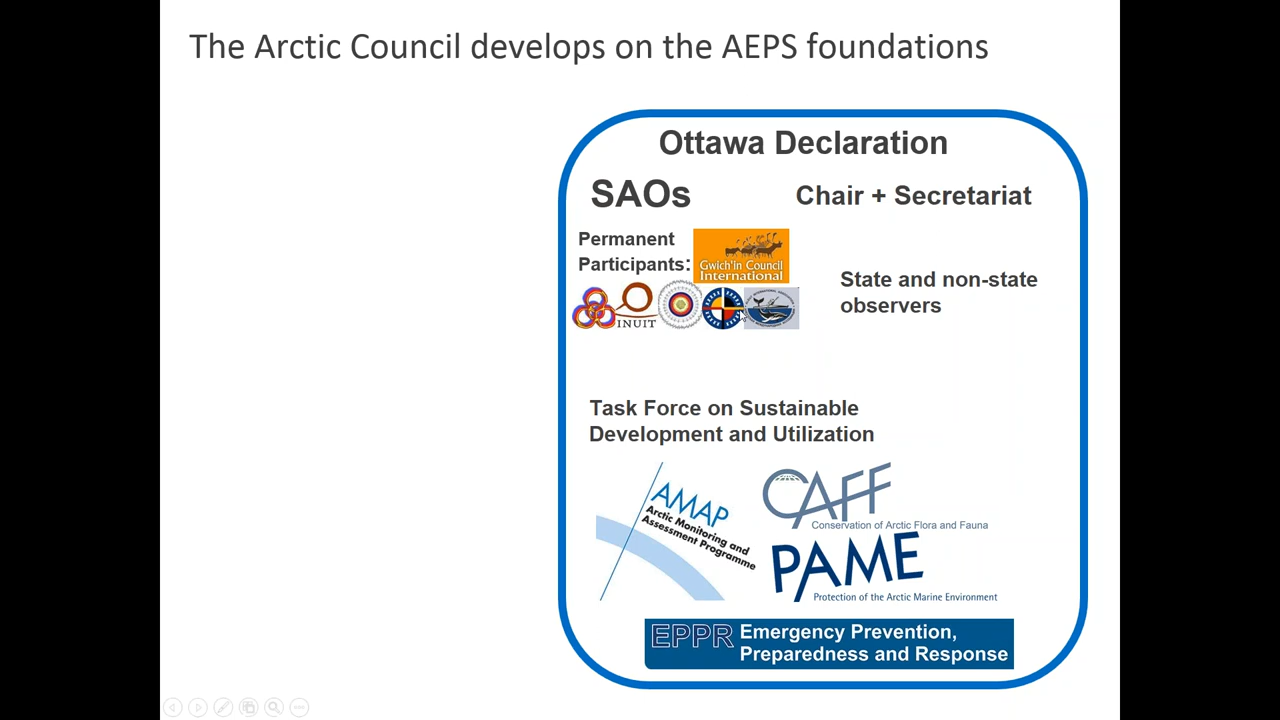 The Arctic Council develops on the AEPS foundations
Ottawa Declaration
SAOs
Chair + Secretariat
Permanent
Participants:
Gwich'in Council
International
INUIT
State and non-state
observers
Task Force on Sustainable
Development and Utilization
AMAP
Arctic Monitoring and
Assessment Programme
CAFF
Conservation of Arctic Flora and Fauna
PAME
Protection of the Arctic Marine Environment
EPPR
Emergency Prevention,
Preparedness and Response